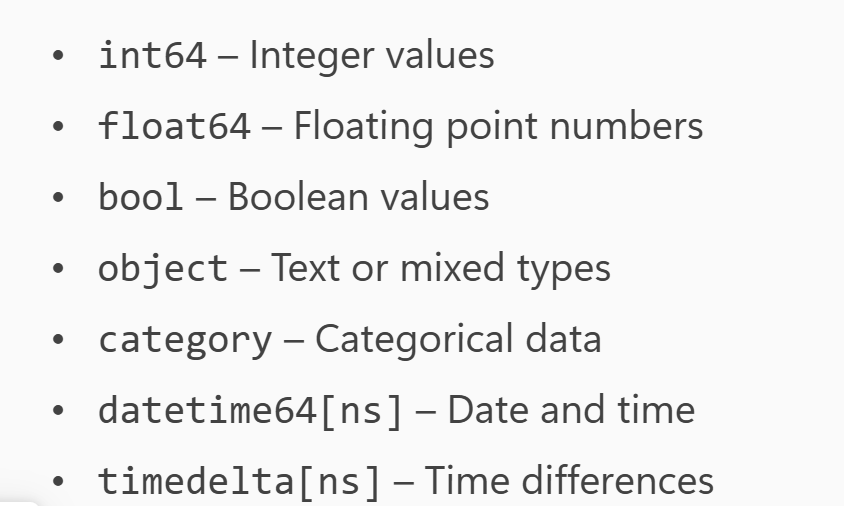 • int64 – Integer values
• float64 – Floating point numbers
• bool – Boolean values
• object – Text or mixed types
• category – Categorical data
• datetime64[ns] – Date and time
• timedelta[ns] – Time differences